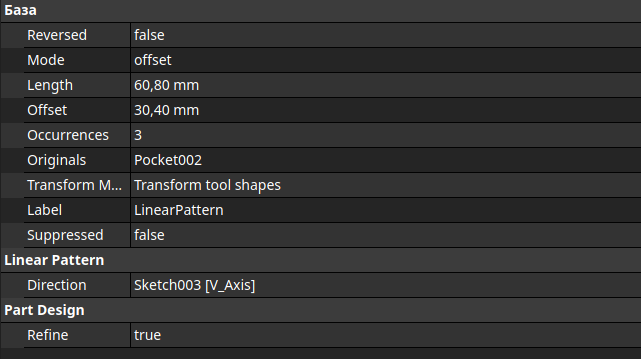 База
Reversed false
Mode offset
Length 60,80 mm
Offset 30,40 mm
Occurrences 3
Originals Pocket002
Transform M... Transform tool shapes
Label LinearPattern
Suppressed false
Linear Pattern
Direction Sketch003 [V_Axis]
Part Design
Refine true